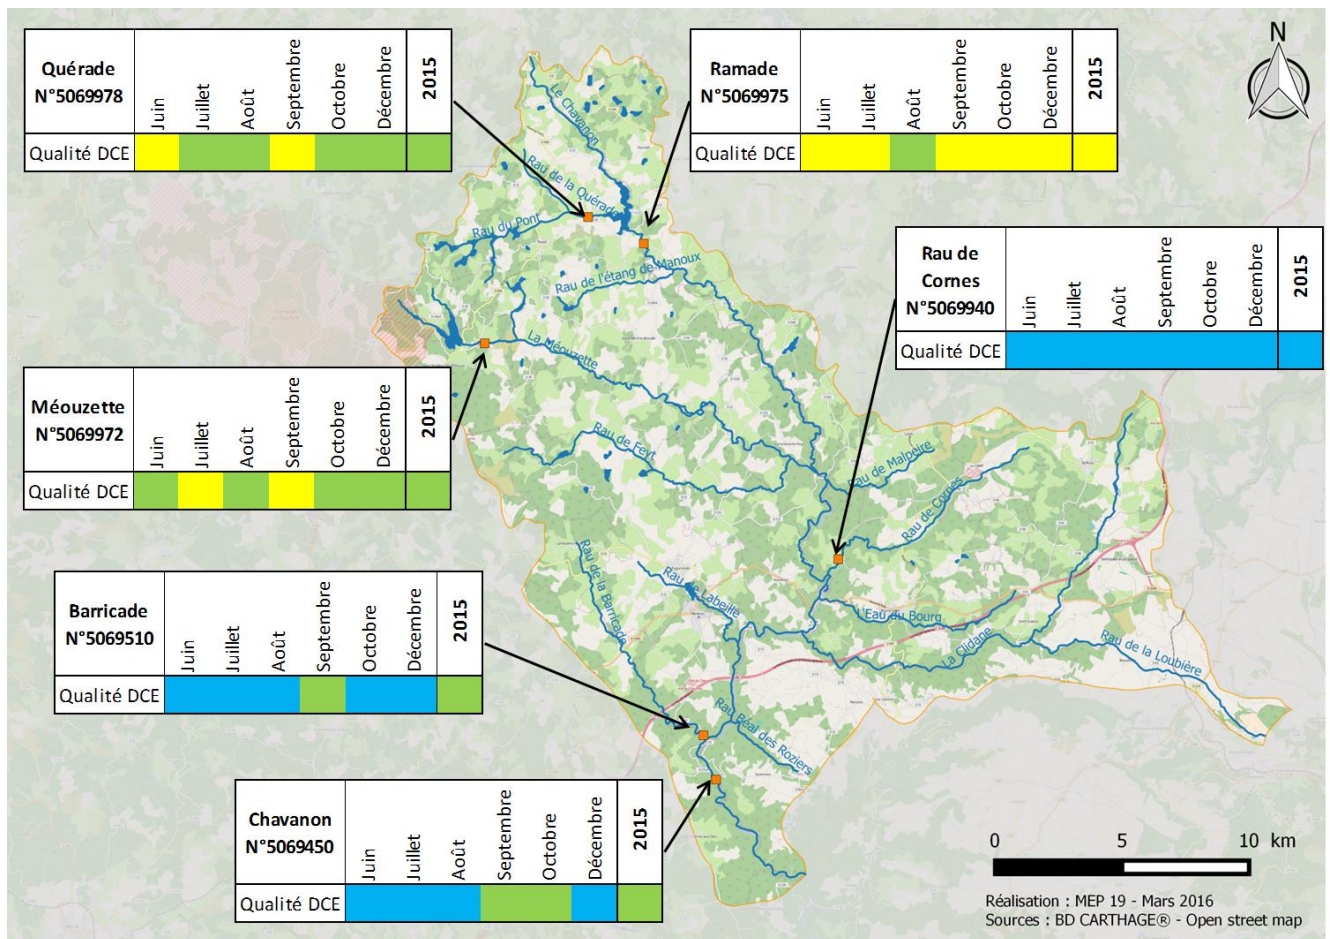 Quérade
N°5069978
Juin
Juillet
Août
Septembre
Octobre
Décembre
2015
Qualité DCE
Ramade
N°5069975
Juin
Juillet
Août
Septembre
Octobre
Décembre
2015
Qualité DCE
N
Rau de
Cornes
N°5069940
Juin
Juillet
Août
Septembre
Octobre
Décembre
2015
Qualité DCE
Méouzette
N°5069972
Juin
Juillet
Août
Septembre
Octobre
Décembre
2015
Qualité DCE
Barricade
N°5069510
Juin
Juillet
Août
Septembre
Octobre
Décembre
2015
Qualité DCE
Chavanon
N°5069450
Juin
Juillet
Août
Septembre
Octobre
Décembre
2015
Qualité DCE
Le Chavanon
Rau de la Quérade
Rau du Pont
Rau de l'étang de Manoux
La Méouzette
Rau de Feyt
Rau de Malpeire
Rau de Cornes
Rau de la Barricade
Rau de Labeille
L'Eau du Bourg
La Clidane
Rau de la Loubière
Rau Réal des Roziers
0 5 10 km
Réalisation : MEP 19 - Mars 2016
Sources : BD CARTHAGE® - Open street map